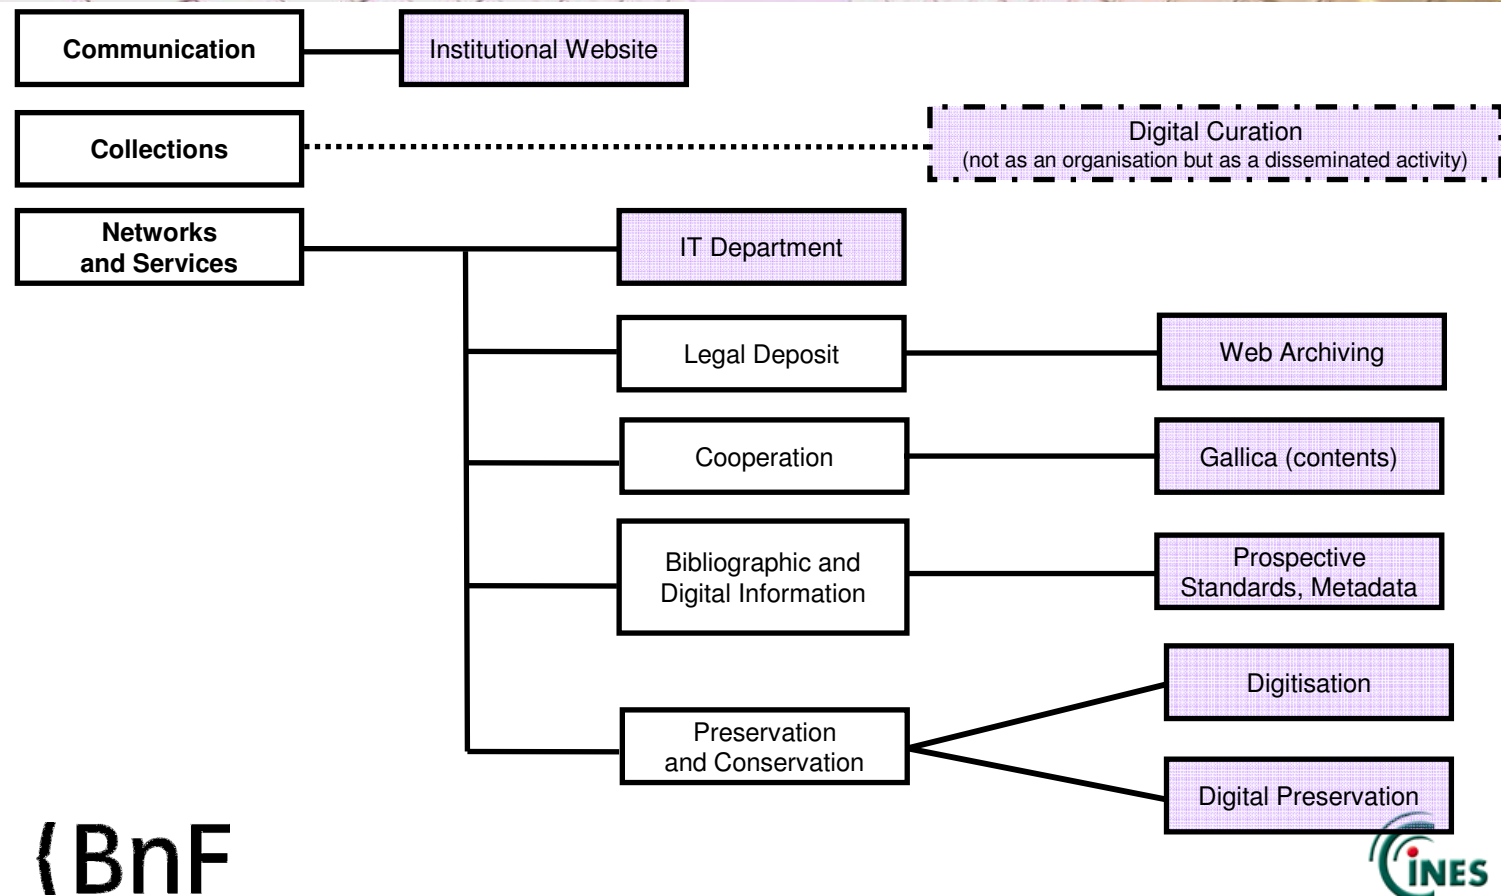 Communication
Institutional Website
Collections
Digital Curation
(not as an organisation but as a disseminated activity)
Networks
and Services
IT Department
Legal Deposit
Web Archiving
Cooperation
Gallica (contents)
Bibliographic and
Digital Information
Prospective
Standards, Metadata
Preservation
and Conservation
Digitisation
Digital Preservation
{BnF
CINES